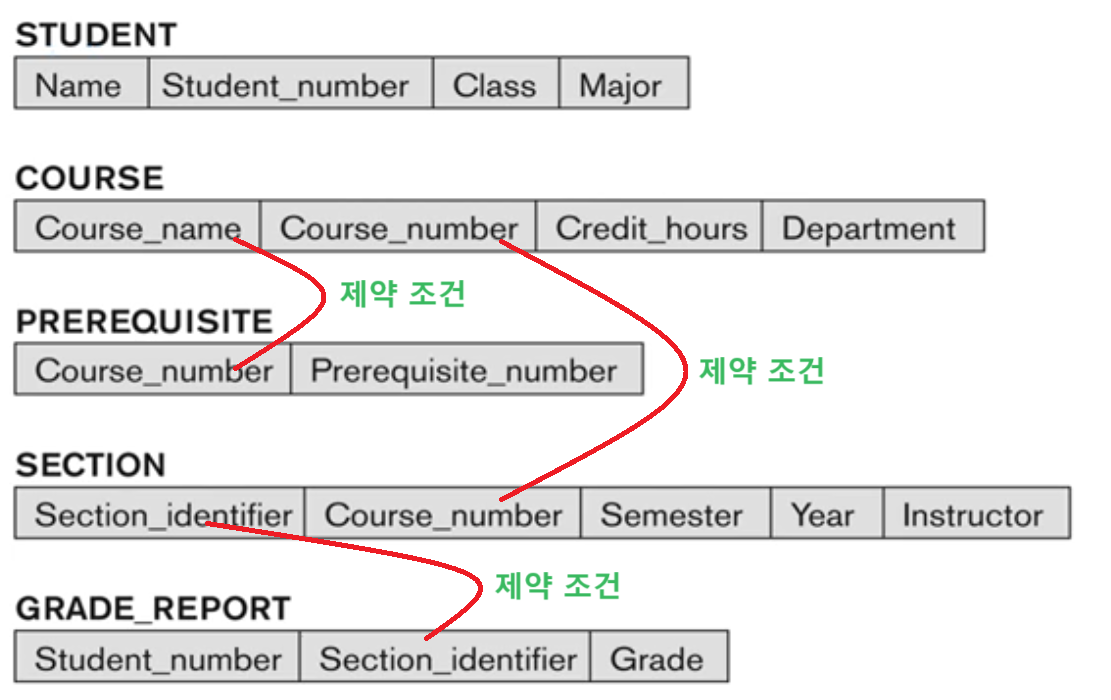 STUDENT
Name Student_number Class Major
COURSE
Course_name Course_number Credit_hours Department
제약 조건
PREREQUISITE
Course_number Prerequisite_number
제약 조건
SECTION
Section_identifier Course_number Semester Year Instructor
제약 조건
GRADE_REPORT
Student_number Section_identifier Grade